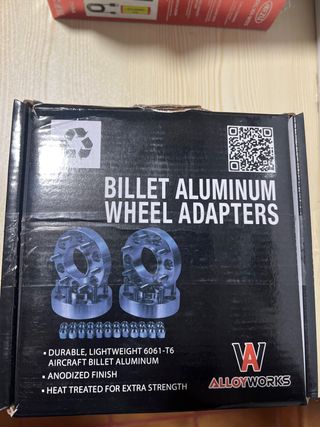 BILLET ALUMINUM
WHEEL ADAPTERS
• DURABLE, LIGHTWEIGHT 6061-T6
AIRCRAFT BILLET ALUMINUM
• ANODIZED FINISH
• HEAT TREATED FOR EXTRA STRENGTH
ALLOYWORKS